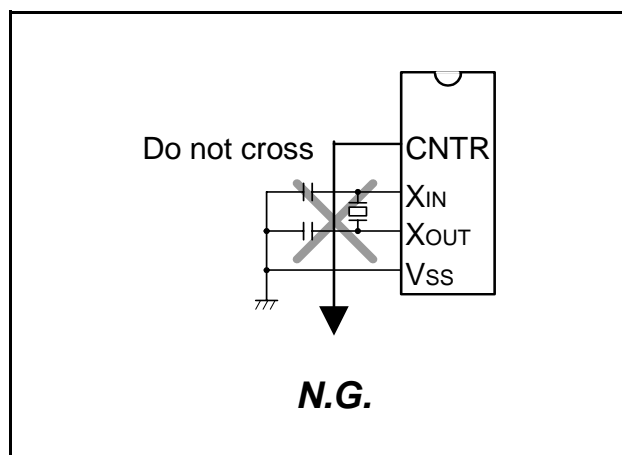 Do not cross
CNTR
XIN
XOUT
VSS
N.G.